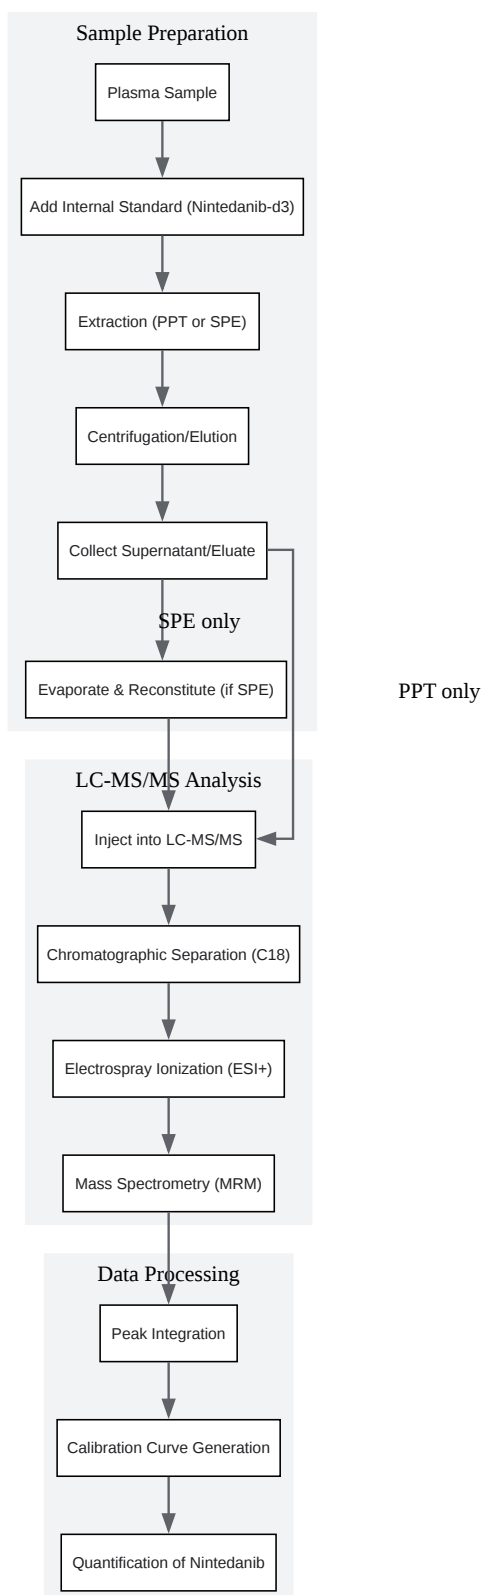 Sample Preparation
Plasma Sample
Add Internal Standard (Nintedanib-d3)
Extraction (PPT or SPE)
Centrifugation/Elution
Collect Supernatant/Eluate
SPE only
Evaporate & Reconstitute (if SPE)
PPT only
LC-MS/MS Analysis
Inject into LC-MS/MS
Chromatographic Separation (C18)
Electrospray Ionization (ESI+)
Mass Spectrometry (MRM)
Data Processing
Peak Integration
Calibration Curve Generation
Quantification of Nintedanib